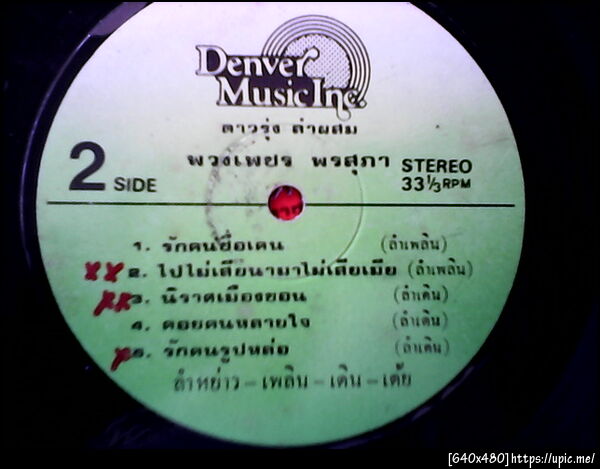 Denver
Music Inc.
ดาวรุ่ง ลำผสม
พวงเพชร พรสุภา
2 SIDE
STEREO
33⅓ RPM
1. รักคนชื่อเดน (ลำเพลิน)
2. ไปไม่เสียนามาไม่เสียเมีย (ลำเพลิน)
3. นิราศเมืองยอน (ลำเดิน)
4. คอยคนหลายใจ (ลำเดิน)
5. รักคนรูปหล่อ (ลำเดิน)
ลำหย่าว – เพลิน – เดิน – เต้ย
[640x480]https://upic.me/